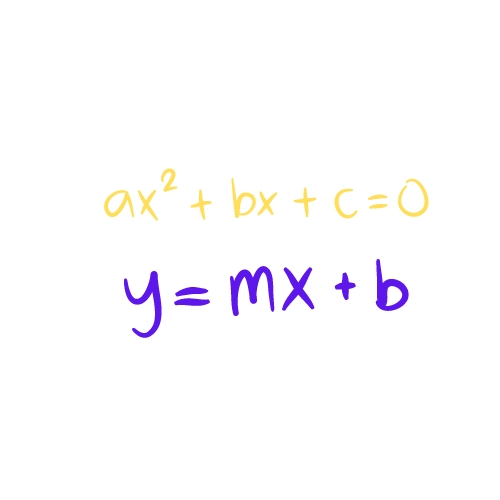 ax² + bx + c = 0
y = mx + b